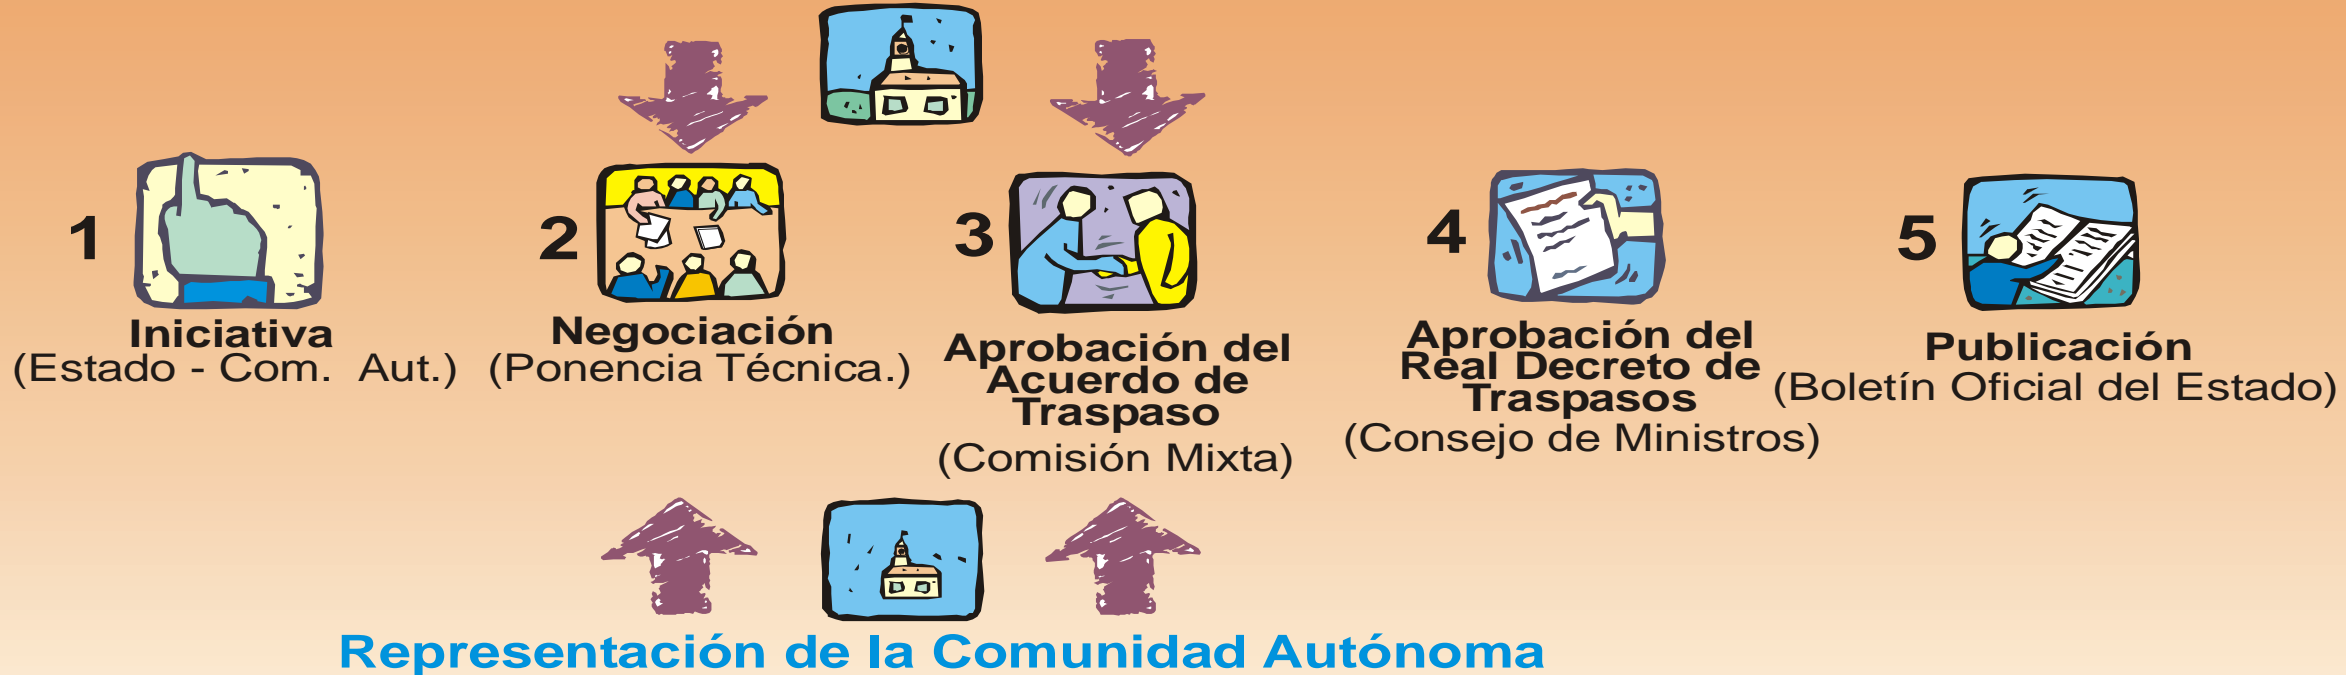 1
Iniciativa
(Estado - Com. Aut.)
2
Negociación
(Ponencia Técnica.)
3
Aprobación del
Acuerdo de
Traspaso
(Comisión Mixta)
4
Aprobación del
Real Decreto de
Traspasos
(Consejo de Ministros)
5
Publicación
(Boletín Oficial del Estado)
Representación de la Comunidad Autónoma